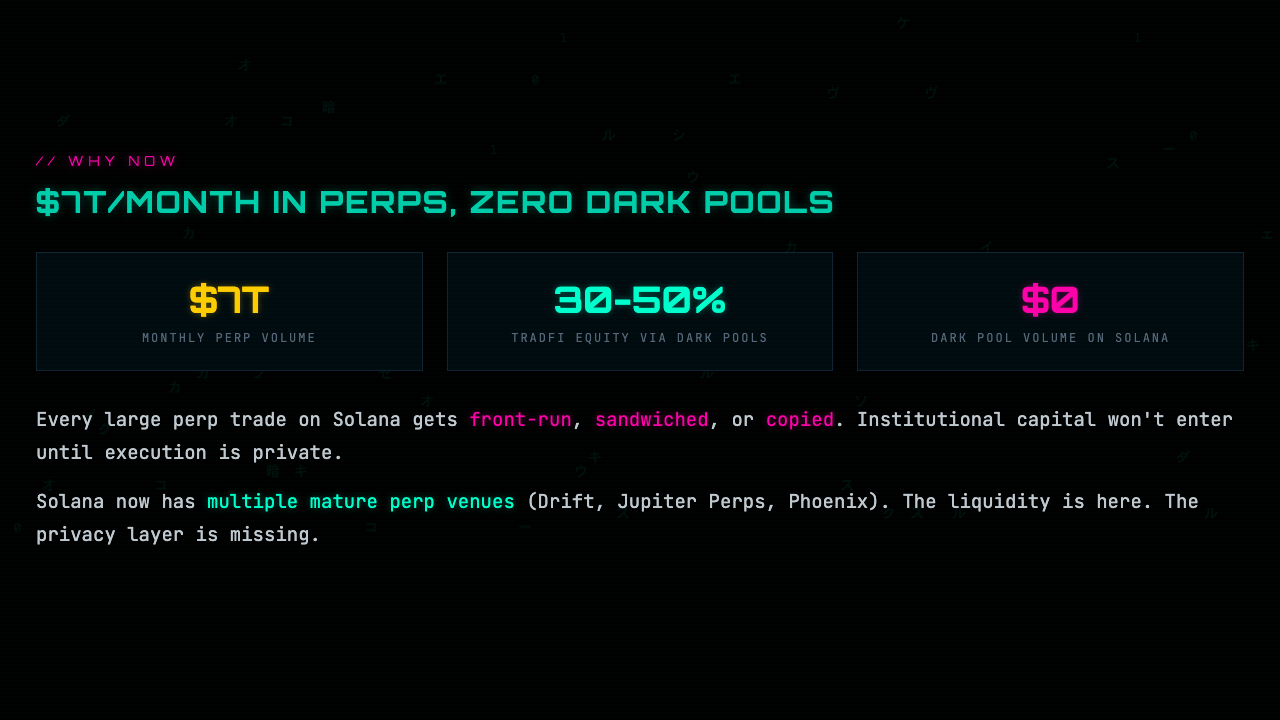 // WHY NOW
$7T/MONTH IN PERPS, ZERO DARK POOLS
$7T
MONTHLY PERP VOLUME
30-50%
TRADFI EQUITY VIA DARK POOLS
$0
DARK POOL VOLUME ON SOLANA
Every large perp trade on Solana gets front-run, sandwiched, or copied. Institutional capital won't enter
until execution is private.
Solana now has multiple mature perp venues (Drift, Jupiter Perps, Phoenix). The liquidity is here. The
privacy layer is missing.